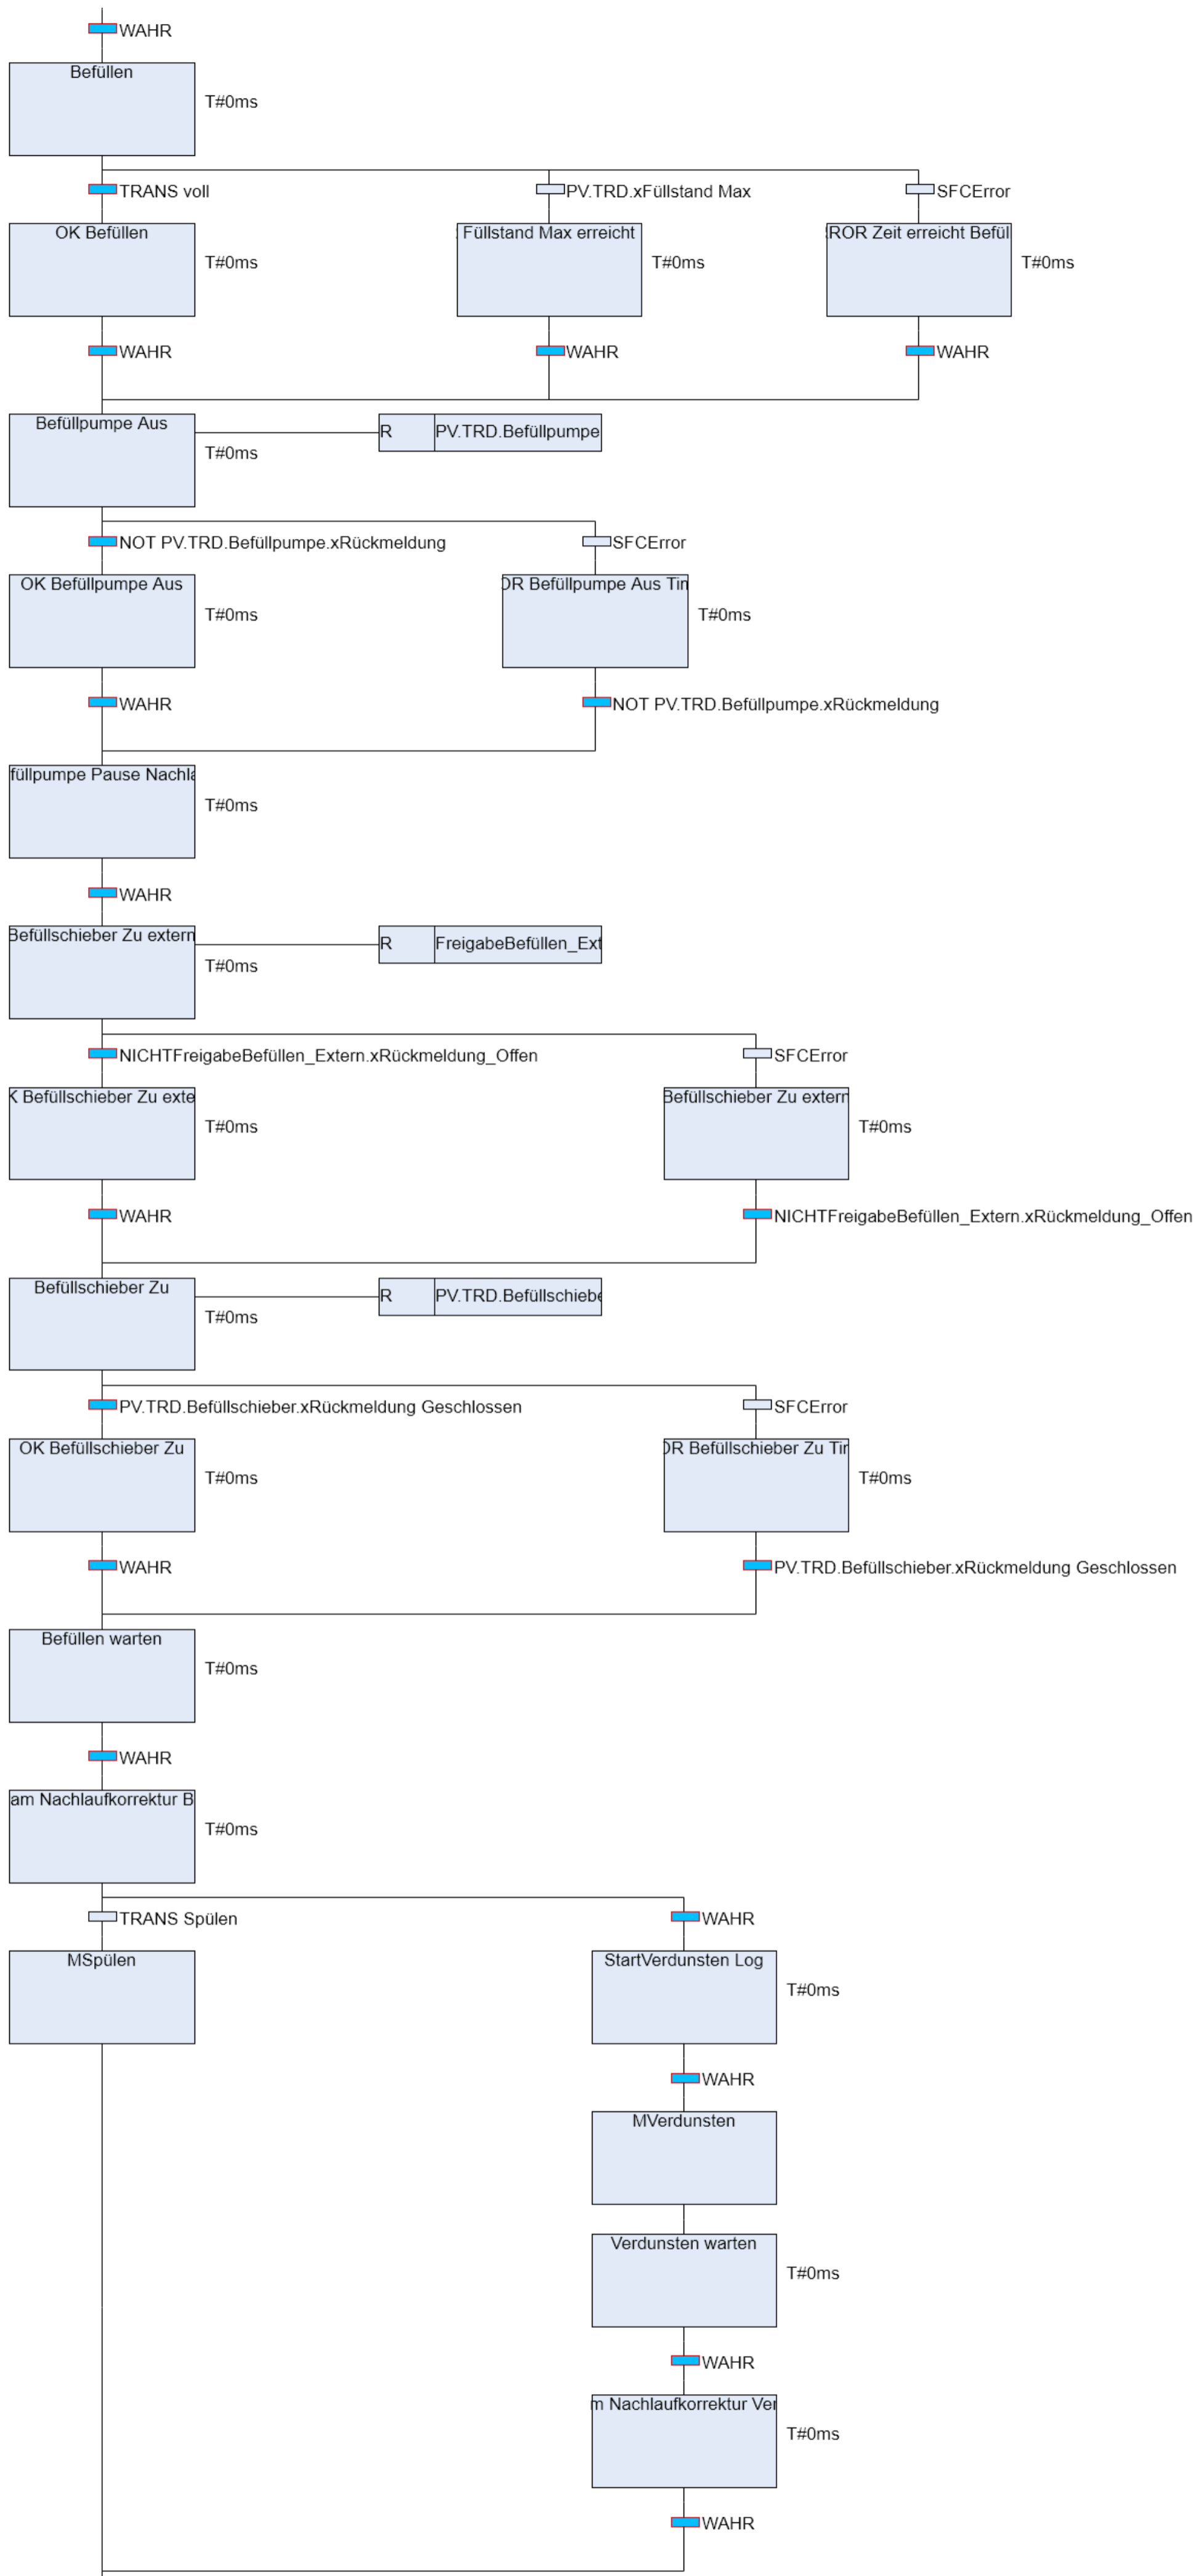 WAHR
Befüllen
T#0ms
TRANS voll
PV.TRD.xFüllstand Max
SFCError
OK Befüllen
T#0ms
Füllstand Max erreicht
T#0ms
ROR Zeit erreicht Befül
T#0ms
WAHR
WAHR
WAHR
Befüllpumpe Aus
T#0ms
R
PV.TRD.Befüllpumpe
NOT PV.TRD.Befüllpumpe.xRückmeldung
SFCError
OK Befüllpumpe Aus
T#0ms
OR Befüllpumpe Aus Tim
T#0ms
WAHR
NOT PV.TRD.Befüllpumpe.xRückmeldung
füllpumpe Pause Nachla
T#0ms
WAHR
Befüllschieber Zu extern
T#0ms
R
FreigabeBefüllen_Ext
NICHTFreigabeBefüllen_Extern.xRückmeldung_Offen
SFCError
K Befüllschieber Zu exte
T#0ms
Befüllschieber Zu extern
T#0ms
WAHR
NICHTFreigabeBefüllen_Extern.xRückmeldung_Offen
Befüllschieber Zu
T#0ms
R
PV.TRD.Befüllschiebe
PV.TRD.Befüllschieber.xRückmeldung Geschlossen
SFCError
OK Befüllschieber Zu
T#0ms
OR Befüllschieber Zu Tim
T#0ms
WAHR
PV.TRD.Befüllschieber.xRückmeldung Geschlossen
Befüllen warten
T#0ms
WAHR
am Nachlaufkorrektur B
T#0ms
TRANS Spülen
WAHR
MSpülen
StartVerdunsten Log
T#0ms
WAHR
MVerdunsten
Verdunsten warten
T#0ms
WAHR
m Nachlaufkorrektur Ver
T#0ms
WAHR